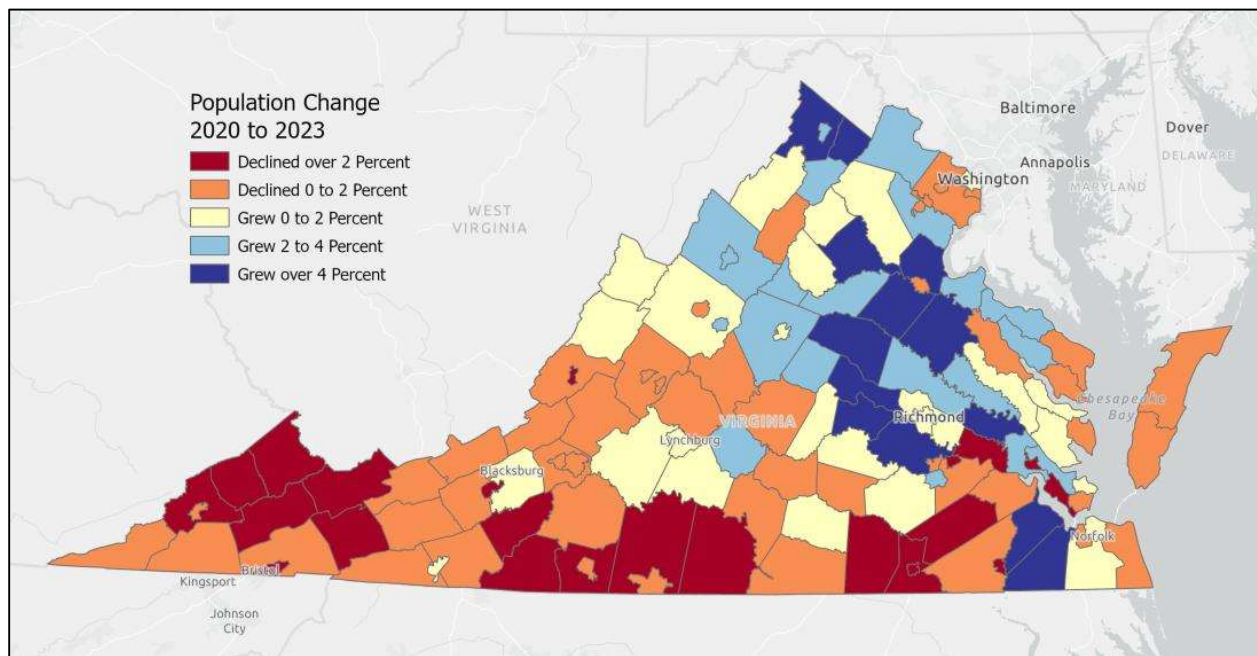 Population Change
2020 to 2023
Declined over 2 Percent
Declined 0 to 2 Percent
Grew 0 to 2 Percent
Grew 2 to 4 Percent
Grew over 4 Percent
Baltimore
Dover
DELAWARE
Annapolis
Washington
MARYLAND
WEST
VIRGINIA
Chesapeake
Bay
Richmond
VIRGINIA
Lynchburg
Blacksburg
Norfolk
Bristol
Kingsport
Johnson
City